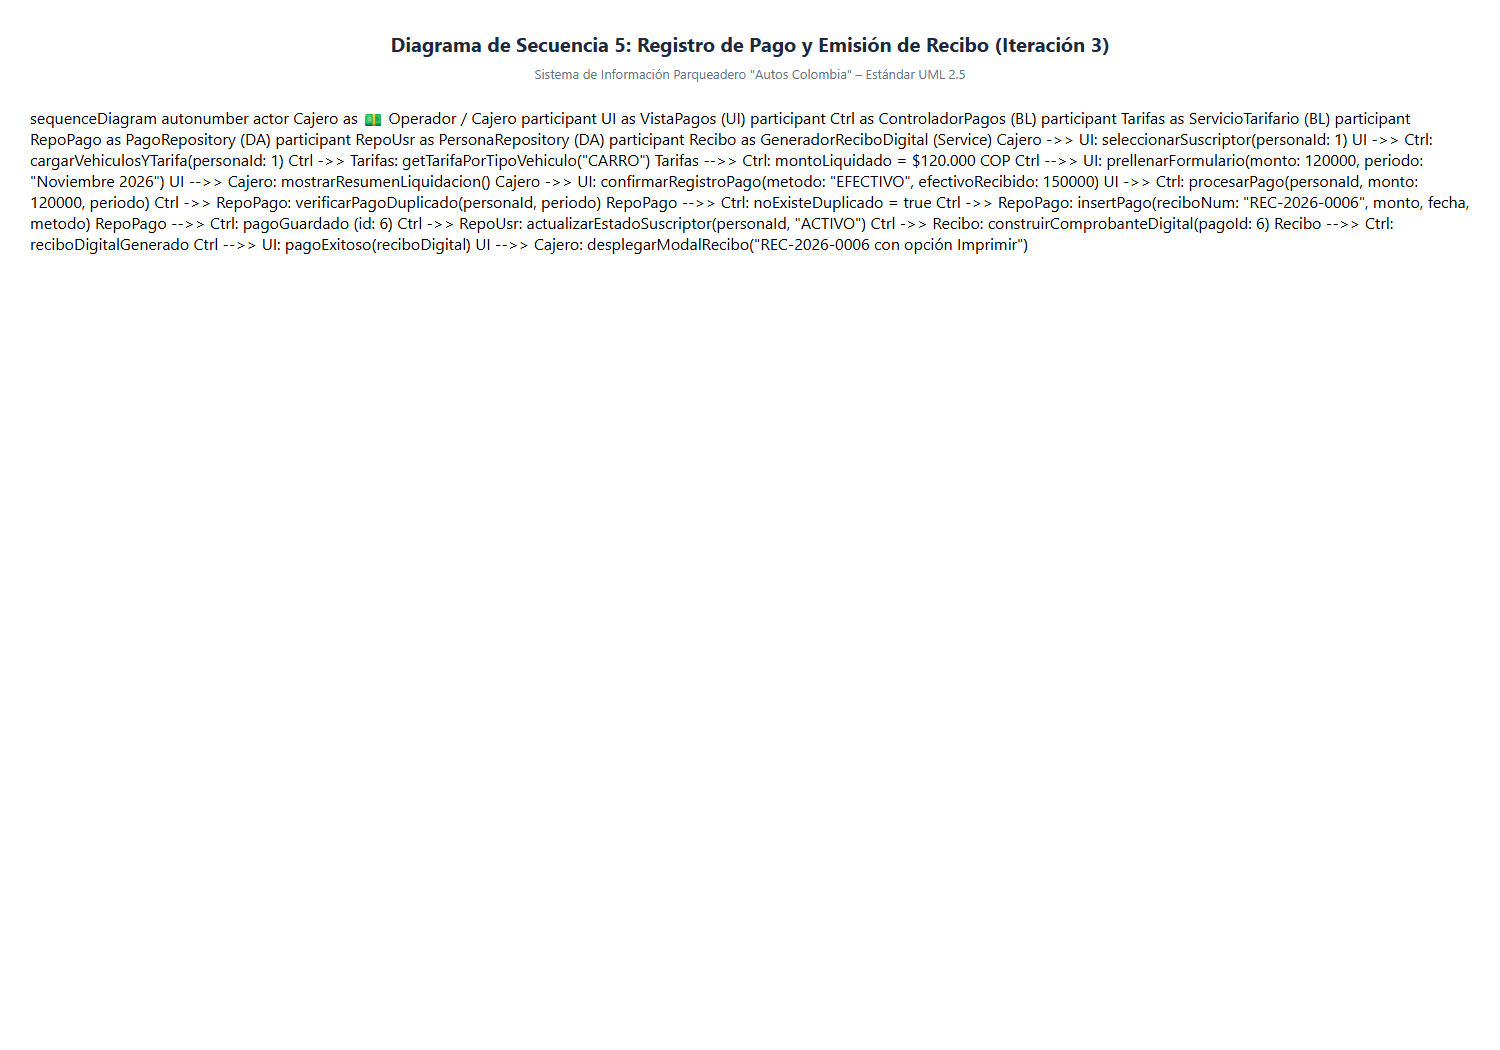 Diagrama de Secuencia 5: Registro de Pago y Emisión de Recibo (Iteración 3)
Sistema de Información Parqueadero "Autos Colombia" – Estándar UML 2.5
sequenceDiagram autonumber actor Cajero as 💵 Operador / Cajero participant UI as VistaPagos (UI) participant Ctrl as ControladorPagos (BL) participant Tarifas as ServicioTarifario (BL) participant
RepoPago as PagoRepository (DA) participant RepoUsr as PersonaRepository (DA) participant Recibo as GeneradorReciboDigital (Service) Cajero ->> UI: seleccionarSuscriptor(personaId: 1) UI ->> Ctrl:
cargarVehiculosYTarifa(personaId: 1) Ctrl ->> Tarifas: getTarifaPorTipoVehiculo("CARRO") Tarifas -->> Ctrl: montoLiquidado = $120.000 COP Ctrl -->> UI: prellenarFormulario(monto: 120000, periodo:
"Noviembre 2026") UI -->> Cajero: mostrarResumenLiquidacion() Cajero ->> UI: confirmarRegistroPago(metodo: "EFECTIVO", efectivoRecibido: 150000) UI ->> Ctrl: procesarPago(personaId, monto:
120000, periodo) Ctrl ->> RepoPago: verificarPagoDuplicado(personaId, periodo) RepoPago -->> Ctrl: noExisteDuplicado = true Ctrl ->> RepoPago: insertPago(reciboNum: "REC-2026-0006", monto, fecha,
metodo) RepoPago -->> Ctrl: pagoGuardado (id: 6) Ctrl ->> RepoUsr: actualizarEstadoSuscriptor(personaId, "ACTIVO") Ctrl ->> Recibo: construirComprobanteDigital(pagoId: 6) Recibo -->> Ctrl:
reciboDigitalGenerado Ctrl -->> UI: pagoExitoso(reciboDigital) UI -->> Cajero: desplegarModalRecibo("REC-2026-0006 con opción Imprimir")